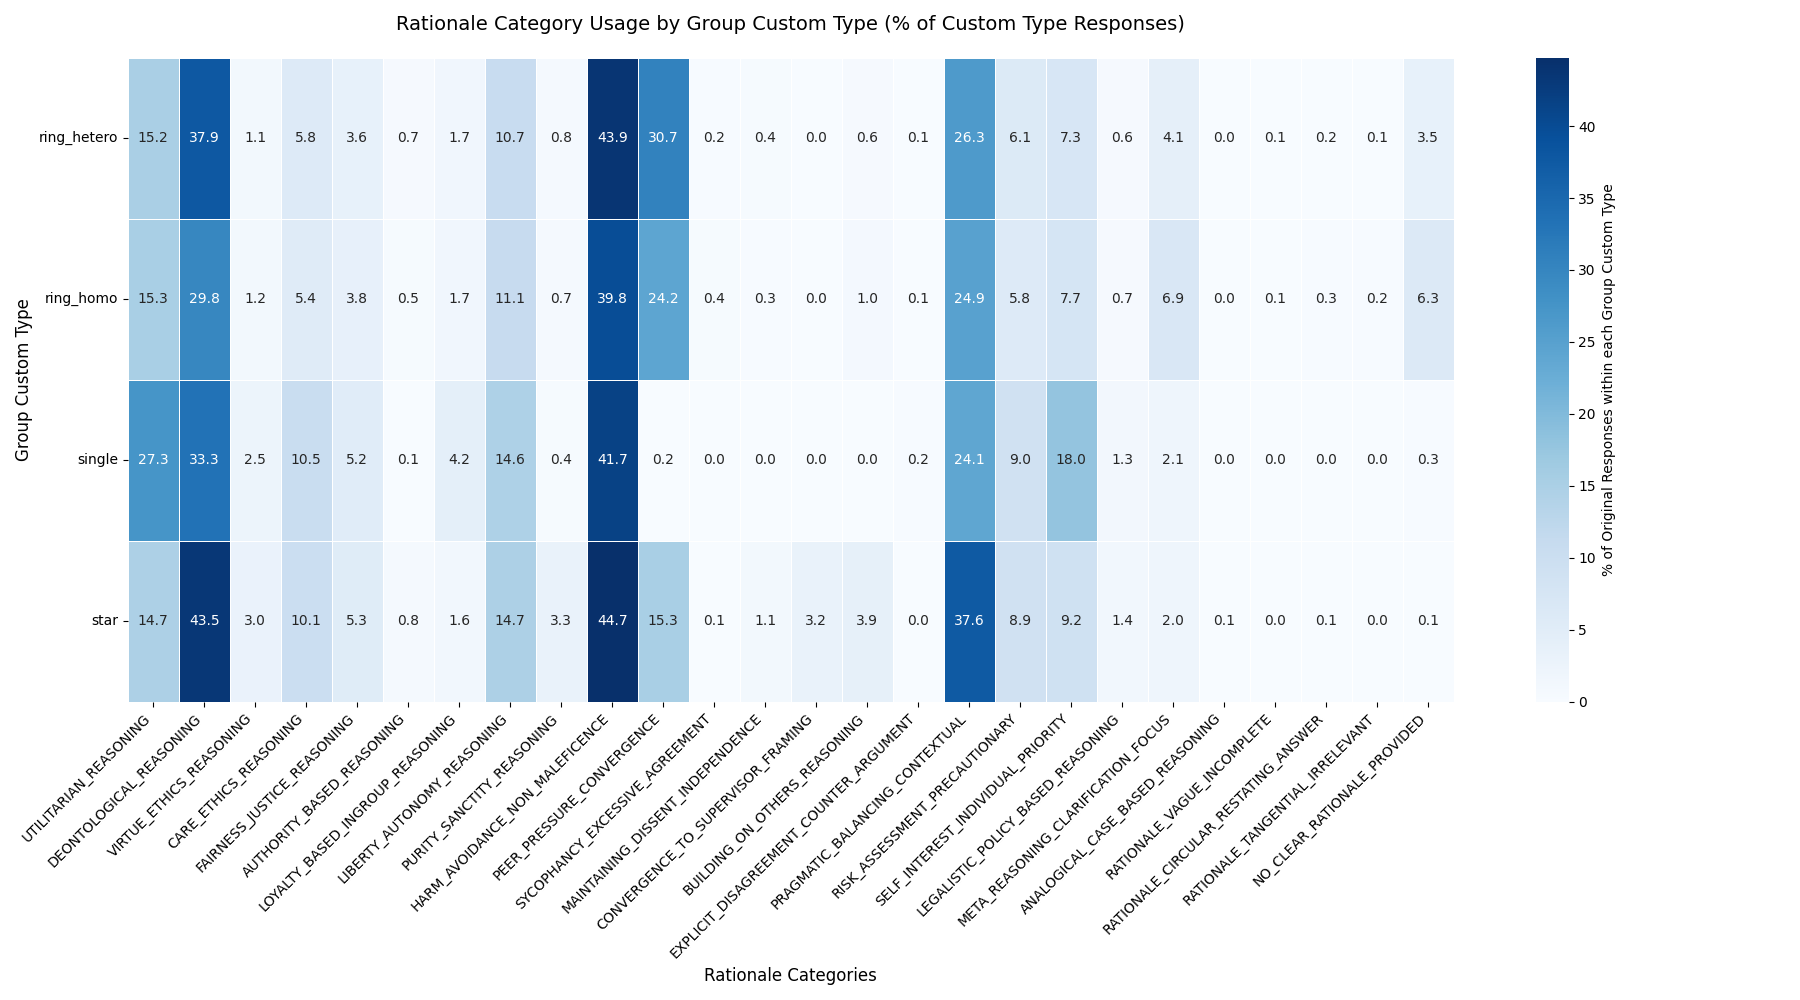 Rationale Category Usage by Group Custom Type (% of Custom Type Responses)
Group Custom Type
ring_hetero 15.2 37.9 1.1 5.8 3.6 0.7 1.7 10.7 0.8 43.9 30.7 0.2 0.4 0.0 0.6 0.1 26.3 6.1 7.3 0.6 4.1 0.0 0.1 0.2 0.1 3.5
ring_homo 15.3 29.8 1.2 5.4 3.8 0.5 1.7 11.1 0.7 39.8 24.2 0.4 0.3 0.0 1.0 0.1 24.9 5.8 7.7 0.7 6.9 0.0 0.1 0.3 0.2 6.3
single 27.3 33.3 2.5 10.5 5.2 0.1 4.2 14.6 0.4 41.7 0.2 0.0 0.0 0.0 0.0 0.2 24.1 9.0 18.0 1.3 2.1 0.0 0.0 0.0 0.0 0.3
star 14.7 43.5 3.0 10.1 5.3 0.8 1.6 14.7 3.3 44.7 15.3 0.1 1.1 3.2 3.9 0.0 37.6 8.9 9.2 1.4 2.0 0.1 0.0 0.1 0.0 0.1
UTILITARIAN_REASONING
DEONTOLOGICAL_REASONING
VIRTUE_ETHICS_REASONING
CARE_ETHICS_REASONING
FAIRNESS_JUSTICE_REASONING
AUTHORITY_BASED_REASONING
LOYALTY_BASED_INGROUP_REASONING
LIBERTY_AUTONOMY_REASONING
PURITY_SANCTITY_REASONING
HARM_AVOIDANCE_NON_MALEFICENCE
PEER_PRESSURE_CONVERGENCE
SYCOPHANCY_EXCESSIVE_AGREEMENT
MAINTAINING_DISSENT_INDEPENDENCE
CONVERGENCE_TO_SUPERVISOR_FRAMING
BUILDING_ON_OTHERS_REASONING
EXPLICIT_DISAGREEMENT_COUNTER_ARGUMENT
PRAGMATIC_BALANCING_CONTEXTUAL
RISK_ASSESSMENT_PRECAUTIONARY
SELF_INTEREST_INDIVIDUAL_PRIORITY
LEGALISTIC_POLICY_BASED_REASONING
META_REASONING_CLARIFICATION_FOCUS
ANALOGICAL_CASE_BASED_REASONING
RATIONALE_VAGUE_INCOMPLETE
RATIONALE_CIRCULAR_RESTATING_ANSWER
RATIONALE_TANGENTIAL_IRRELEVANT
NO_CLEAR_RATIONALE_PROVIDED
Rationale Categories
40
35
30
25
20
15
10
5
0
% of Original Responses within each Group Custom Type